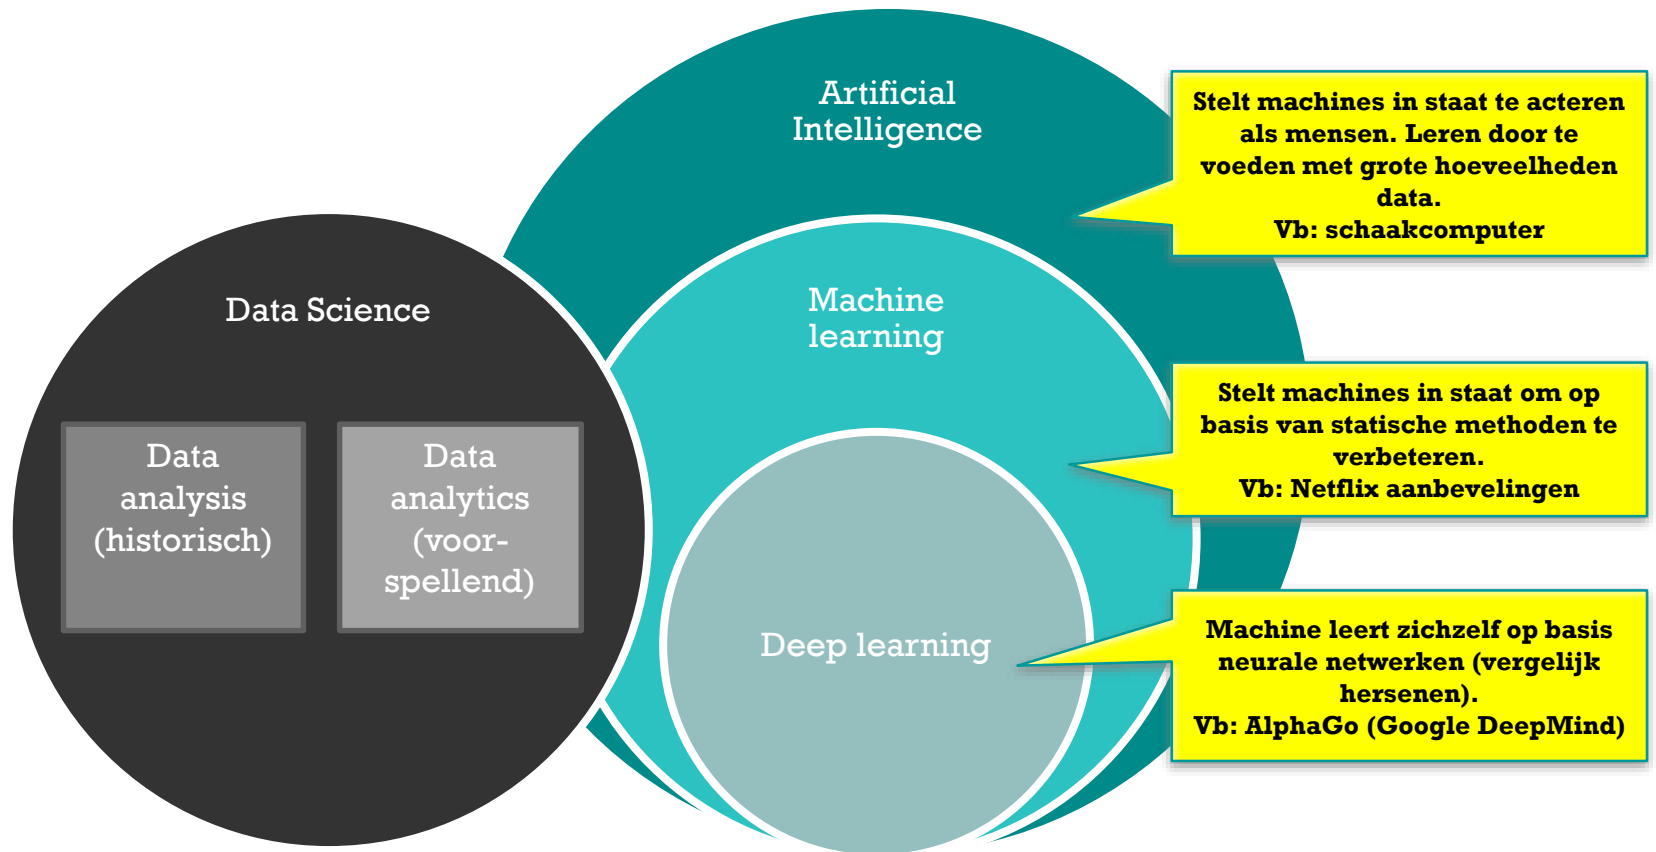 Artificial
Intelligence
Stelt machines in staat te acteren
als mensen. Leren door te
voeden met grote hoeveelheden
data.
Vb: schaakcomputer
Data Science
Machine
learning
Data
analysis
(historisch)
Data
analytics
(voor-
spellend)
Stelt machines in staat om op
basis van statische methoden te
verbeteren.
Vb: Netflix aanbevelingen
Deep learning
Machine leert zichzelf op basis
neurale netwerken (vergelijk
hersenen).
Vb: AlphaGo (Google DeepMind)